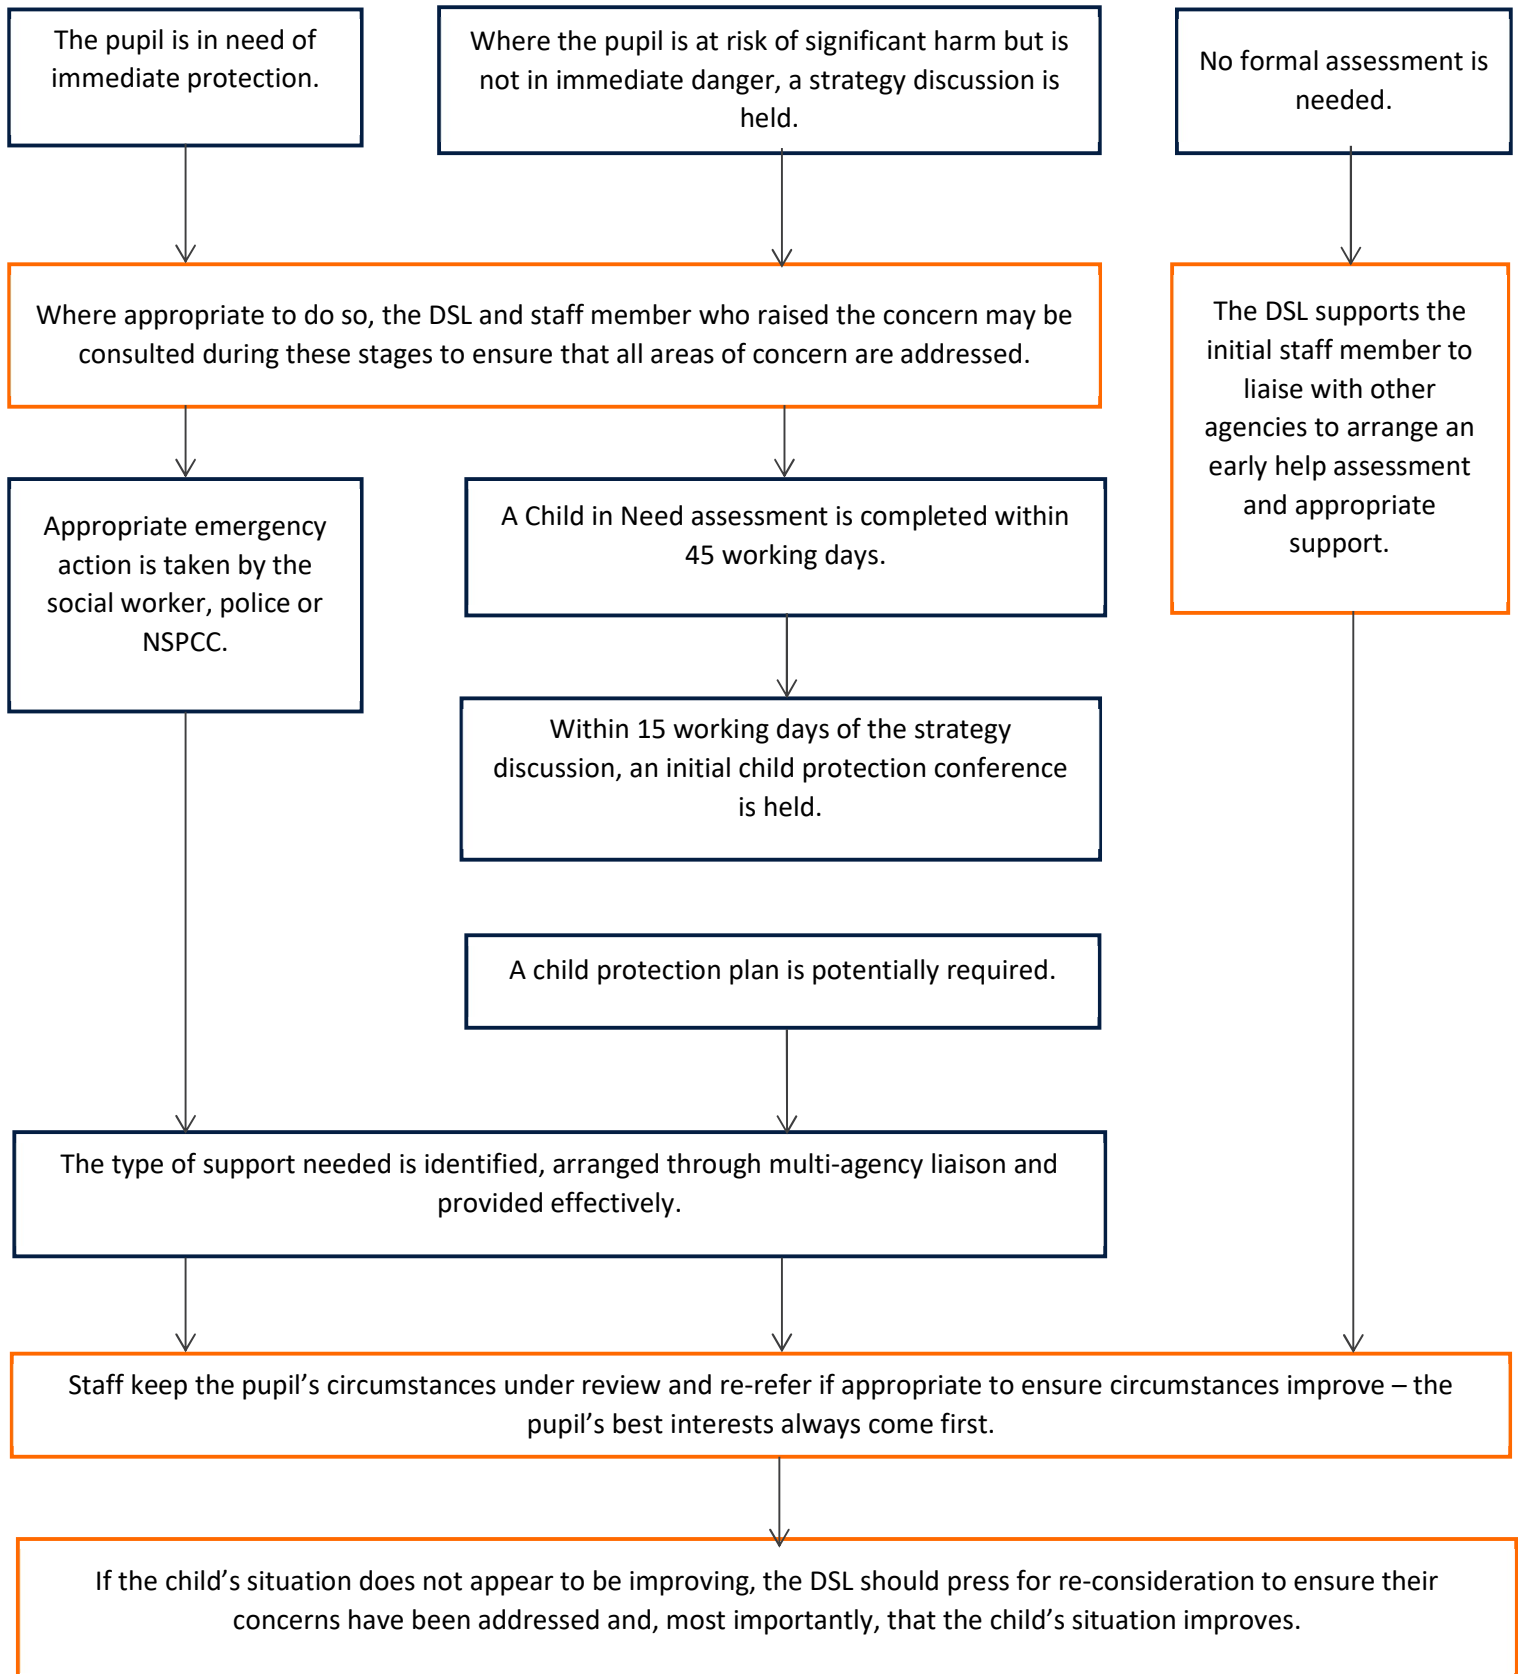 The pupil is in need of
immediate protection.
Where the pupil is at risk of significant harm but is
not in immediate danger, a strategy discussion is
held.
No formal assessment is
needed.
Where appropriate to do so, the DSL and staff member who raised the concern may be
consulted during these stages to ensure that all areas of concern are addressed.
The DSL supports the
initial staff member to
liaise with other
agencies to arrange an
early help assessment
and appropriate
support.
Appropriate emergency
action is taken by the
social worker, police or
NSPCC.
A Child in Need assessment is completed within
45 working days.
Within 15 working days of the strategy
discussion, an initial child protection conference
is held.
A child protection plan is potentially required.
The type of support needed is identified, arranged through multi-agency liaison and
provided effectively.
Staff keep the pupil’s circumstances under review and re-refer if appropriate to ensure circumstances improve – the
pupil’s best interests always come first.
If the child’s situation does not appear to be improving, the DSL should press for re-consideration to ensure their
concerns have been addressed and, most importantly, that the child’s situation improves.